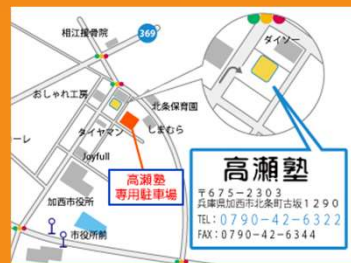 相江接骨院
369
ダイソー
おしゃれ工房
北条保育園
ーレ
タイヤマン
しまむら
Joyfull
高瀬塾
専用駐車場
加西市役所
市役所前
高瀬塾
〒675-2303
兵庫県加西市北条町古坂1290
TEL:0790-42-6322
FAX:0790-42-6344